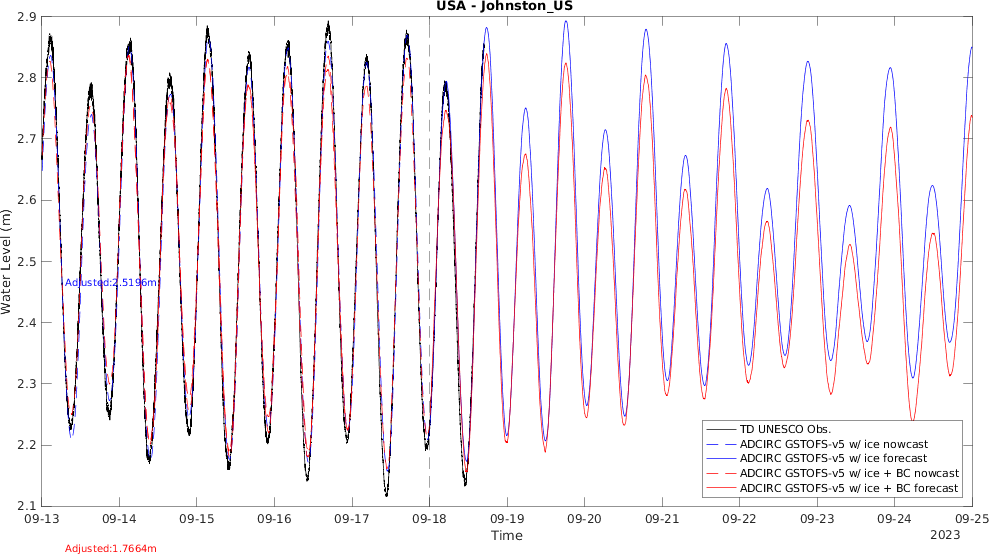 USA - Johnston_US
2.9
2.8
2.7
2.6
2.5
2.4
2.3
2.2
2.1
Water Level (m)
Adjusted:2.5196m
TD UNESCO Obs.
ADCIRC GSTOFS-v5 w/ ice nowcast
ADCIRC GSTOFS-v5 w/ ice forecast
ADCIRC GSTOFS-v5 w/ ice + BC nowcast
ADCIRC GSTOFS-v5 w/ ice + BC forecast
09-13 09-14 09-15 09-16 09-17 09-18 09-19 09-20 09-21 09-22 09-23 09-24 09-25
Time
2023
Adjusted:1.7664m